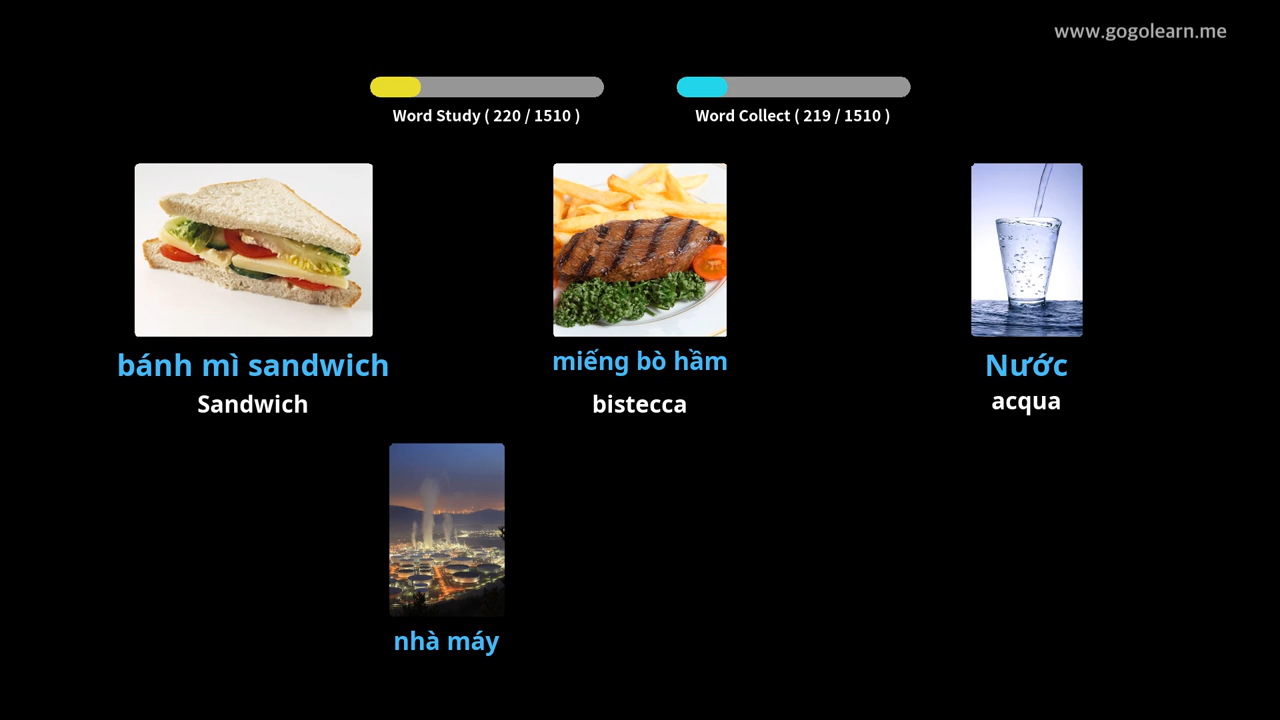 www.gogolearn.me
Word Study ( 220 / 1510 )
Word Collect ( 219 / 1510 )
bánh mì sandwich
Sandwich
miếng bò hầm
bistecca
Nước
acqua
nhà máy